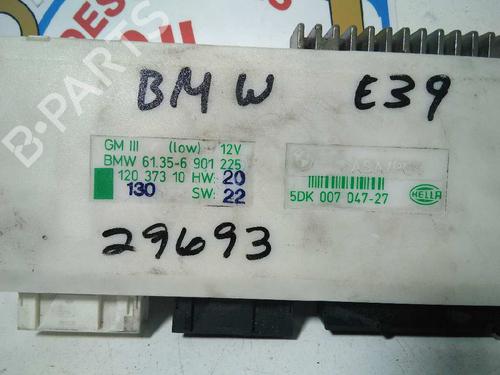 BMW E39
GM III (low) 12V
BMW 61.35-6 901 225
120 373 10 HW: 20
130 SW: 22
5DK 007 047-27
HELLA
29693
B-PARTS